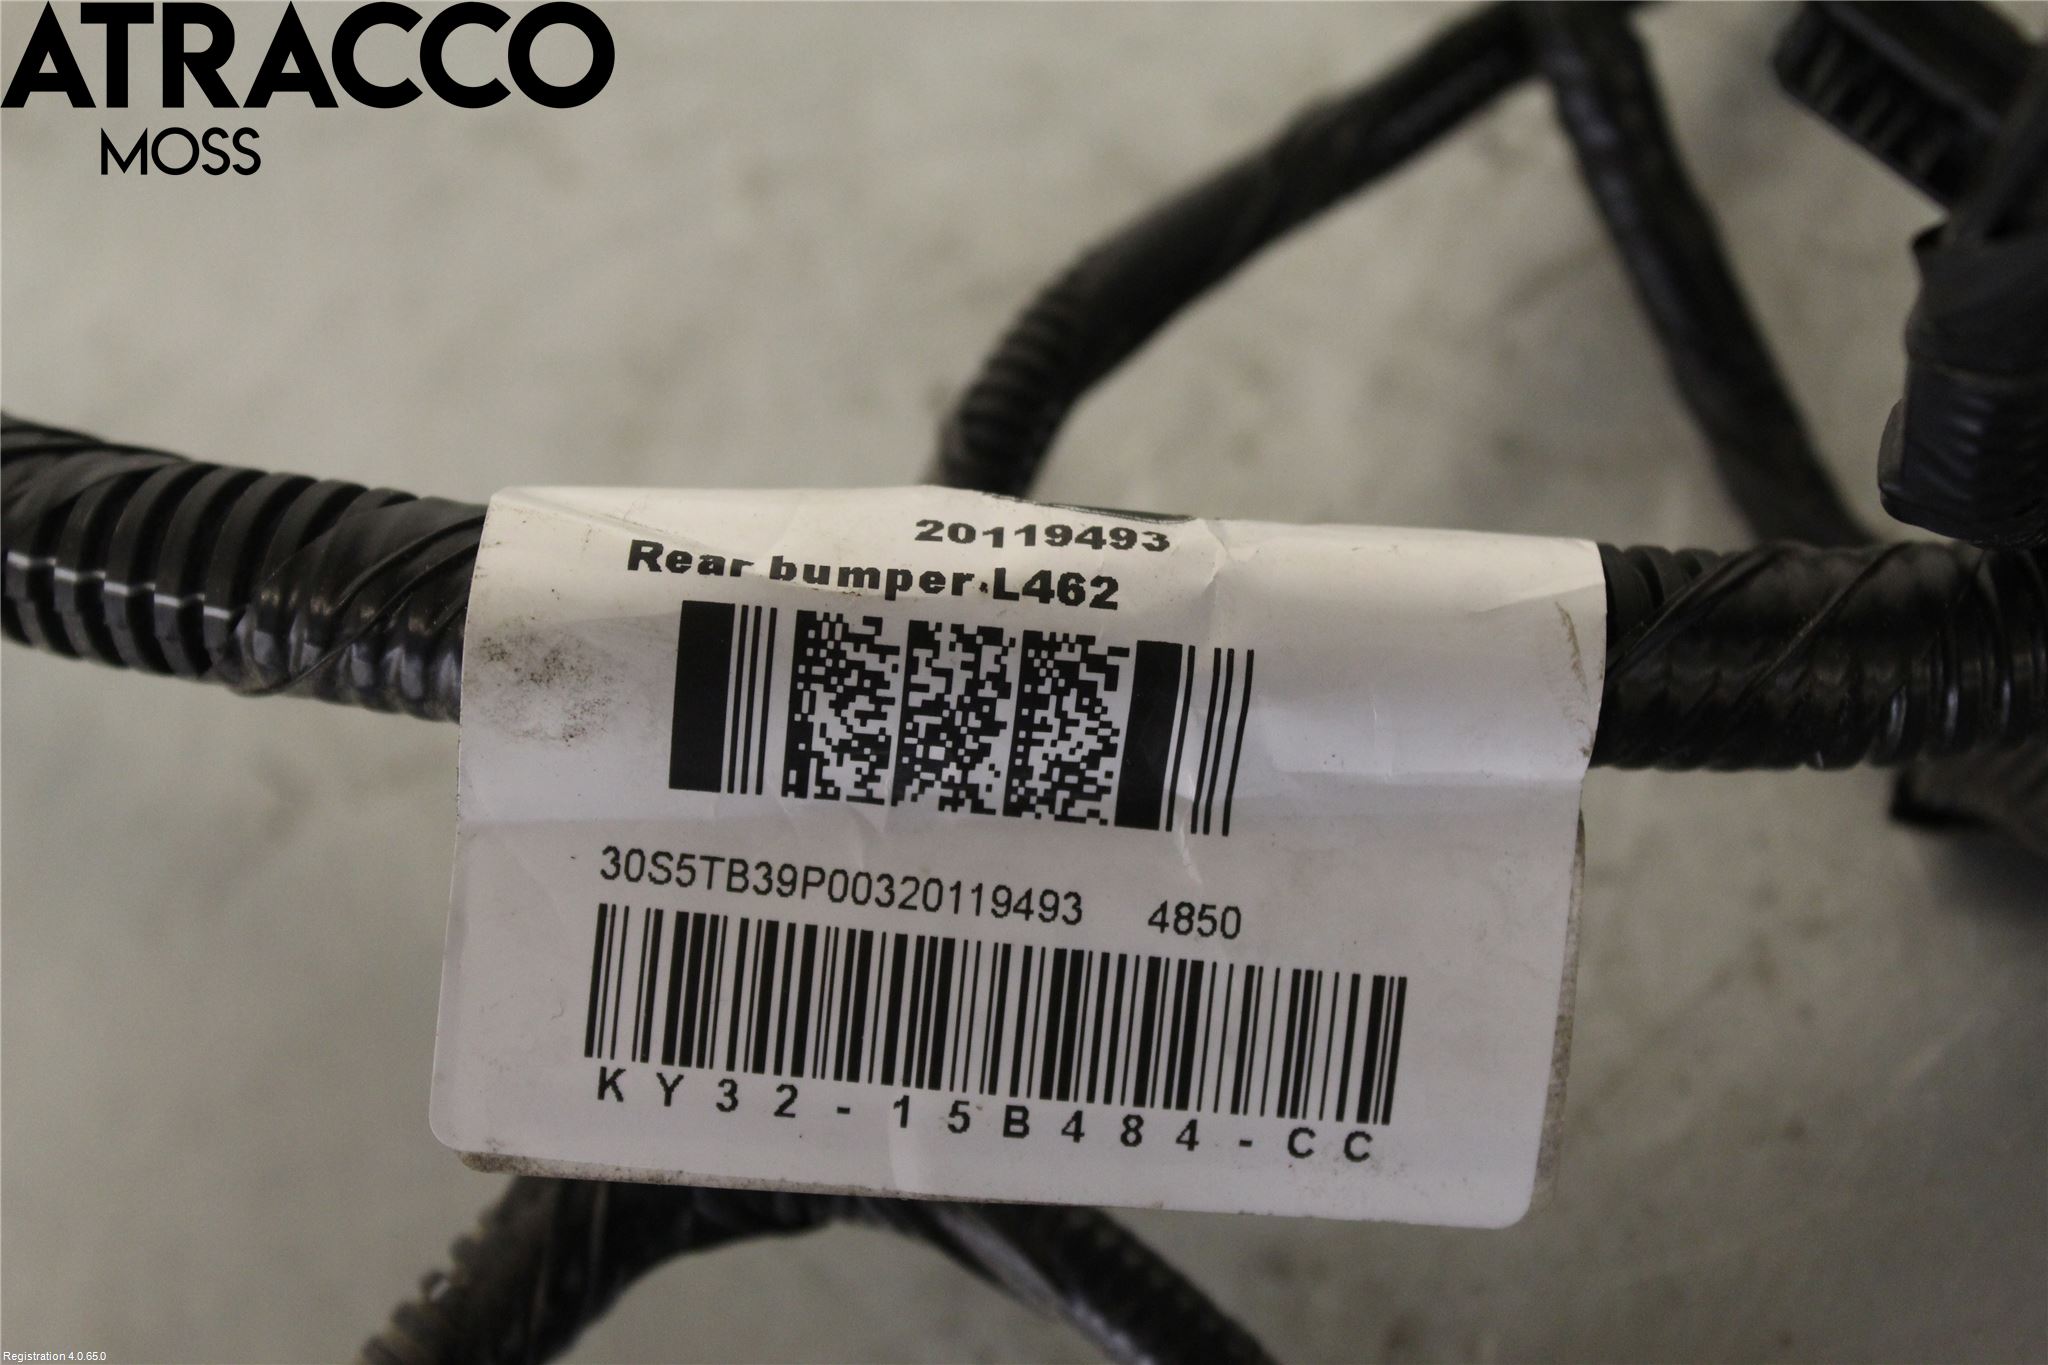 ATRACCO
MOSS
20119493
Rear bumper L462
30S5TB39P00320119493 4850
KY32-15B484-CC
Registration 4.0.65.0